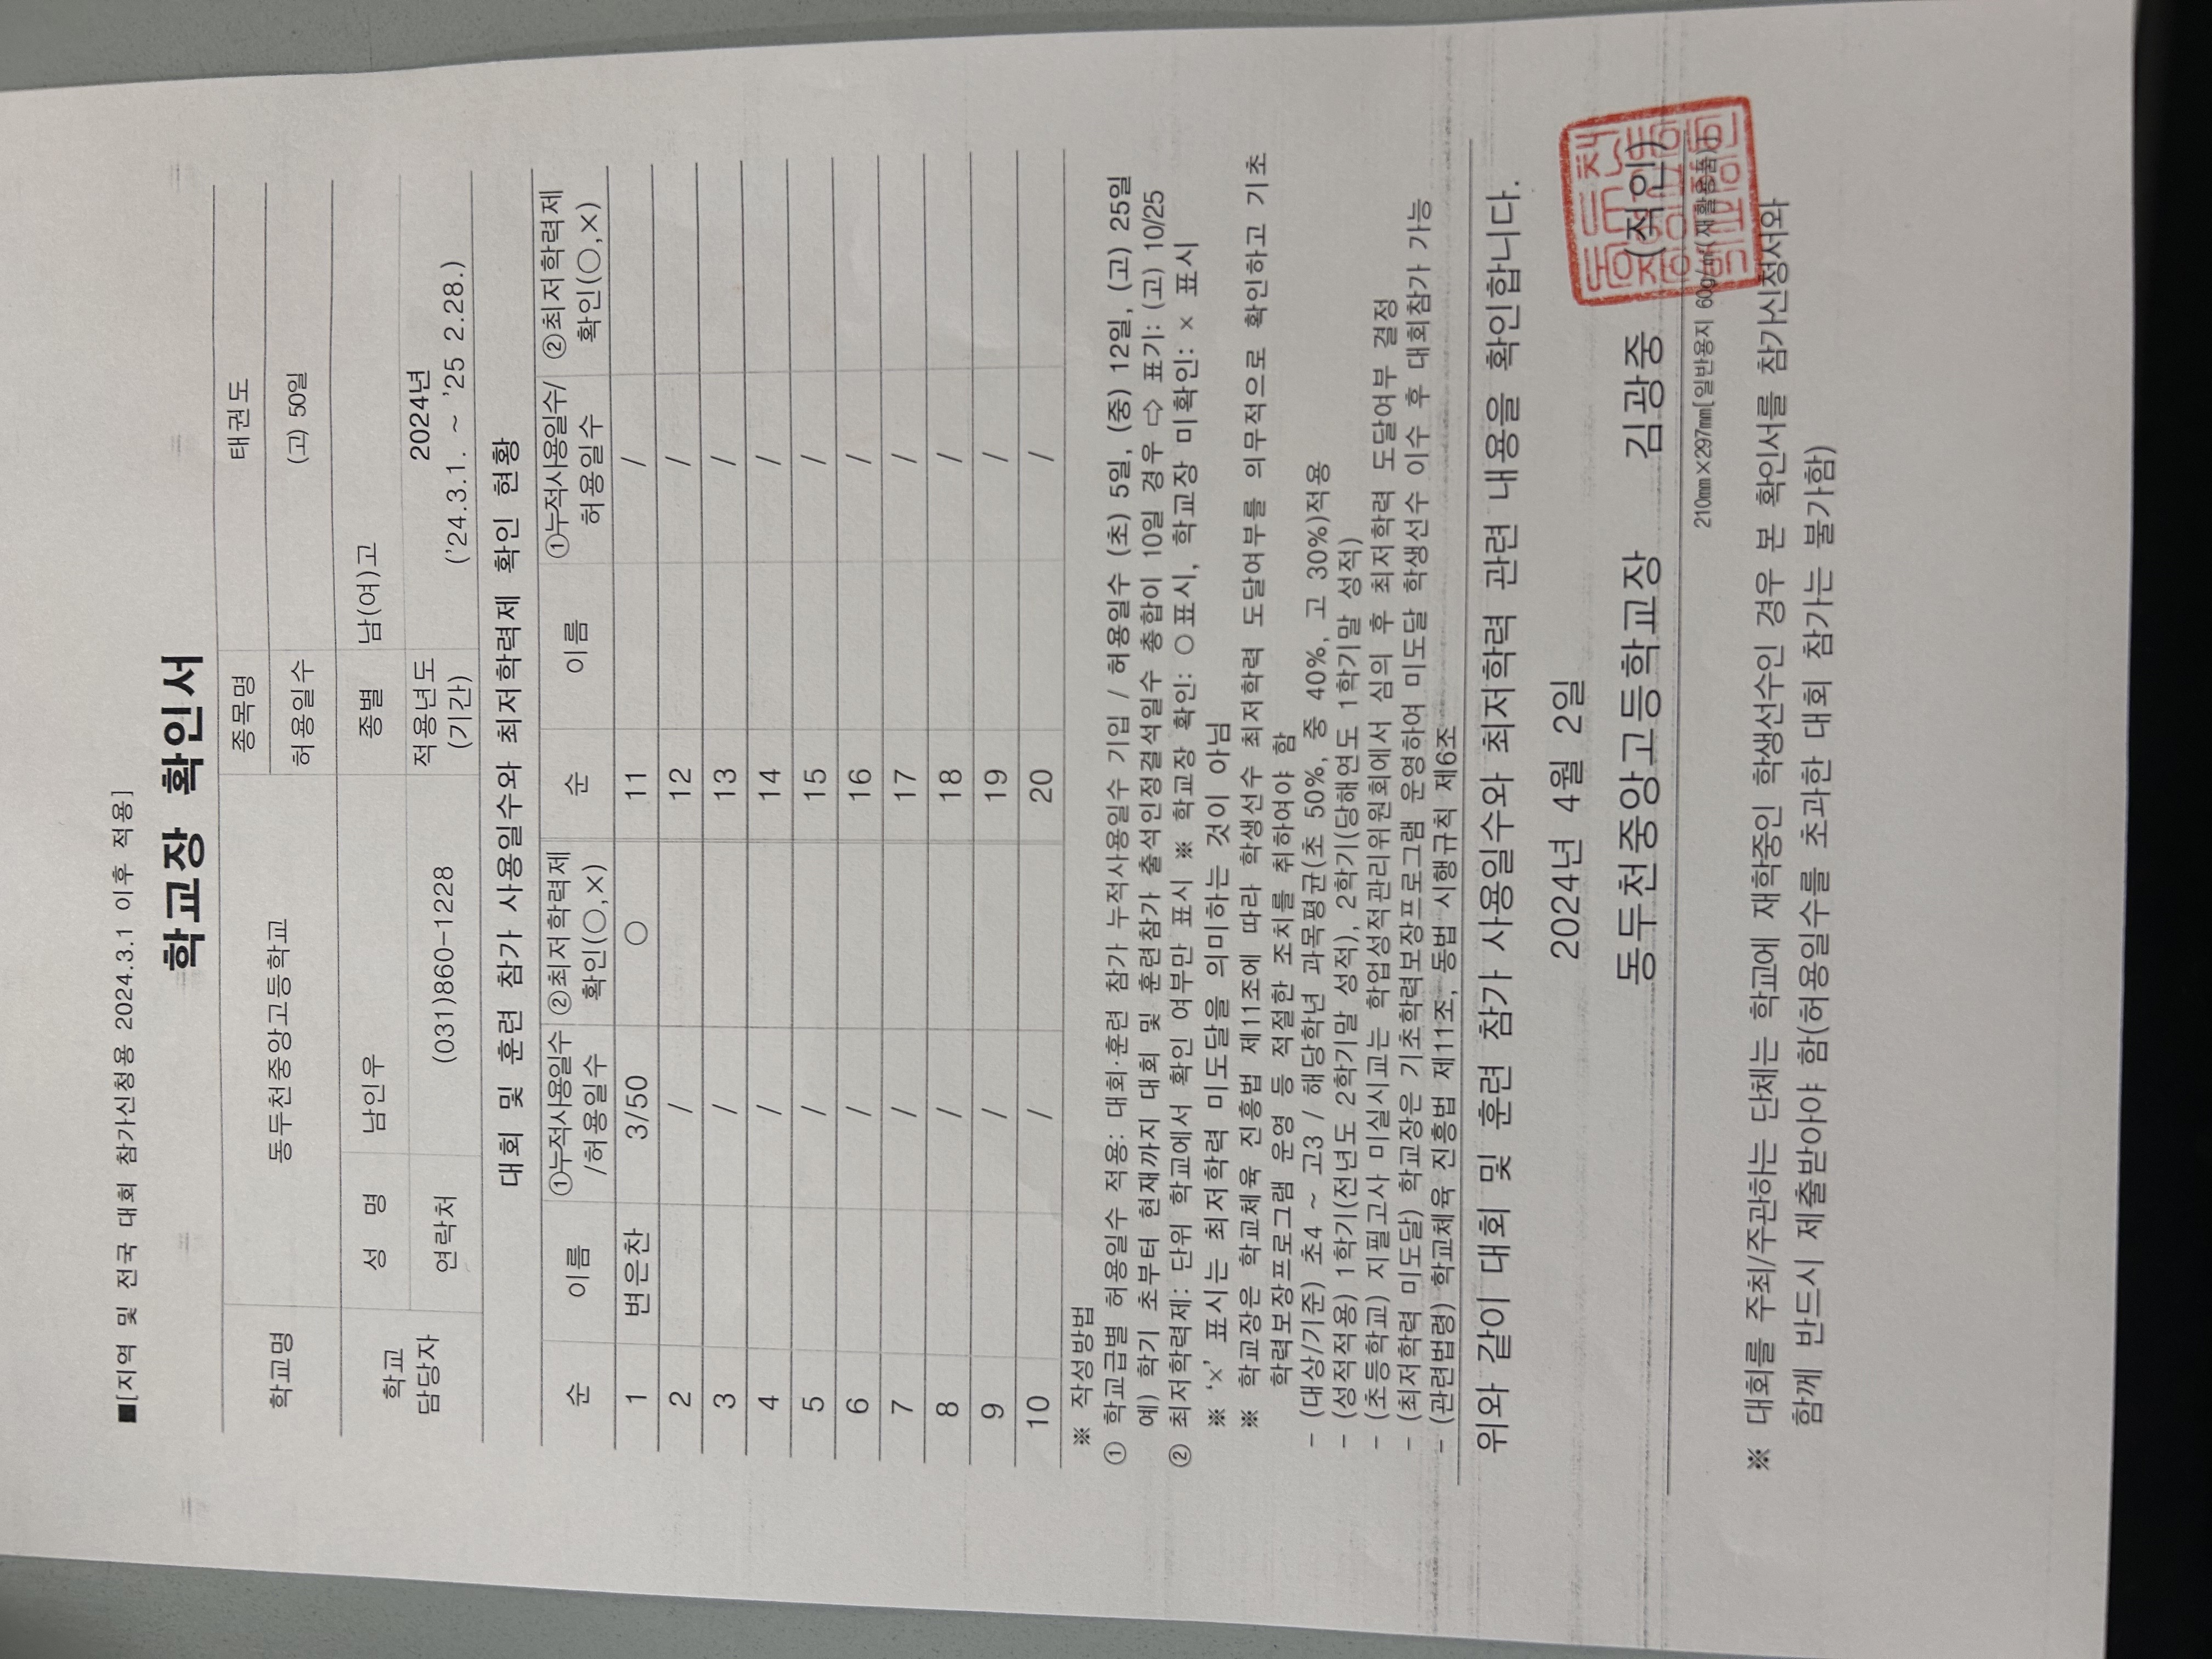 ■[지역 및 전국 대회 참가신청용 2024.3.1 이후 적용]
학교장 확인서
학교명 동두천중앙고등학교 종목명 태권도
허용일수 (고) 50일
학교 담당자 성 명 남인우 종별 남(여)고
연락처 (031)860-1228 적용년도 (기간) 2024년 ('24.3.1. ~ '25 2.28.)
대회 및 훈련 참가 사용일수와 최저학력제 확인 현황
순 이름 ①누적사용일수 /허용일수 ②최저학력제 확인(○,×) 순 이름 ①누적사용일수/ 허용일수 ②최저학력제 확인(○,×)
1 변은찬 3/50 ○ 11 /
2 / 12 /
3 / 13 /
4 / 14 /
5 / 15 /
6 / 16 /
7 / 17 /
8 / 18 /
9 / 19 /
10 / 20 /
※ 작성방법
① 학교급별 허용일수 적용: 대회·훈련 참가 누적사용일수 기입 / 허용일수 (초) 5일, (중) 12일, (고) 25일
예) 학기 초부터 현재까지 대회 및 훈련참가 출석인정결석일수 총합이 10일 경우 ⇨ 표기: (고) 10/25
② 최저학력제: 단위 학교에서 확인 여부만 표시 ※ 학교장 확인: ○표시, 학교장 미확인: × 표시
※ '×' 표시는 최저학력 미도달을 의미하는 것이 아님
※ 학교장은 학교체육 진흥법 제11조에 따라 학생선수 최저학력 도달여부를 의무적으로 확인하고 기초
학력보장프로그램 운영 등 적절한 조치를 취하여야 함
- (대상/기준) 초4 ~ 고3 / 해당학년 과목평균(초 50%, 중 40%, 고 30%)적용
- (성적적용) 1학기(전년도 2학기말 성적), 2학기(당해연도 1학기말 성적)
- (초등학교) 지필고사 미실시교는 학업성적관리위원회에서 심의 후 최저학력 도달여부 결정
- (최저학력 미도달) 학교장은 기초학력보장프로그램 운영하여 미도달 학생선수 이수 후 대회참가 가능
- (관련법령) 학교체육 진흥법 제11조, 동법 시행규칙 제6조
위와 같이 대회 및 훈련 참가 사용일수와 최저학력 관련 내용을 확인합니다.
2024년 4월 2일
동두천중앙고등학교장 김광중 (직인)
210㎜×297㎜[일반용지 60g/㎡(재활용품)]
※ 대회를 주최/주관하는 단체는 학교에 재학중인 학생선수인 경우 본 확인서를 참가신청서와
함께 반드시 제출받아야 함(허용일수를 초과한 대회 참가는 불가함)